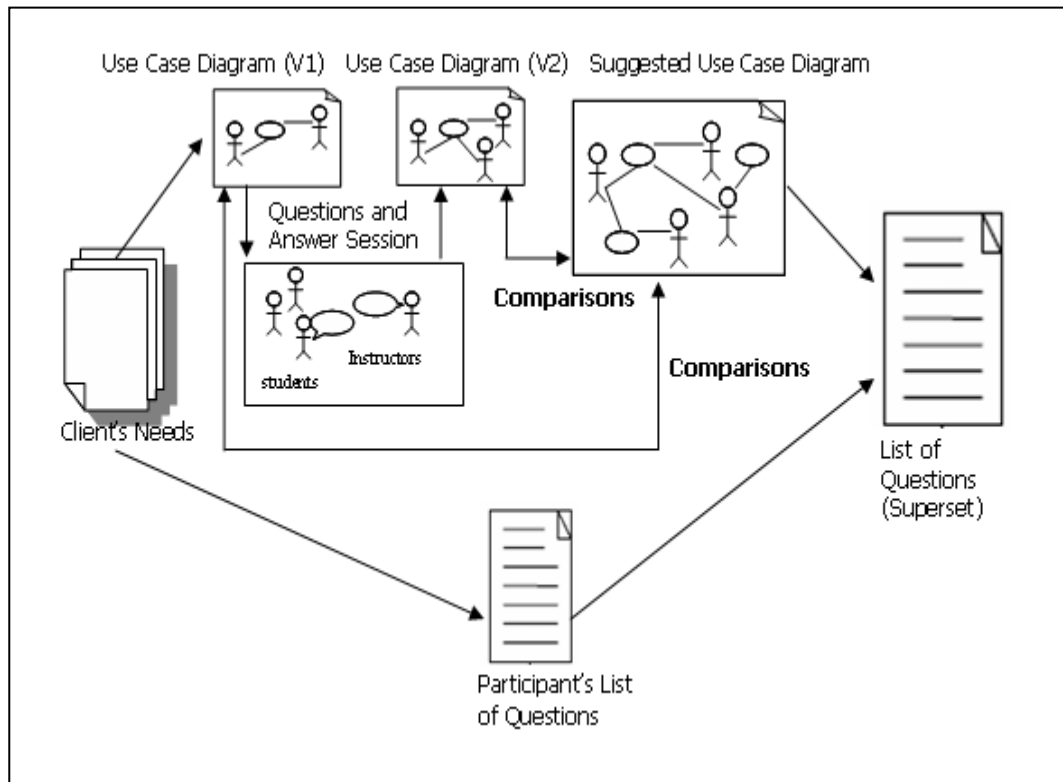 Use Case Diagram (V1)
Use Case Diagram (V2)
Suggested Use Case Diagram
Questions and
Answer Session
Comparisons
Instructors
students
Comparisons
Client's Needs
List of
Questions
(Superset)
Participant's List
of Questions